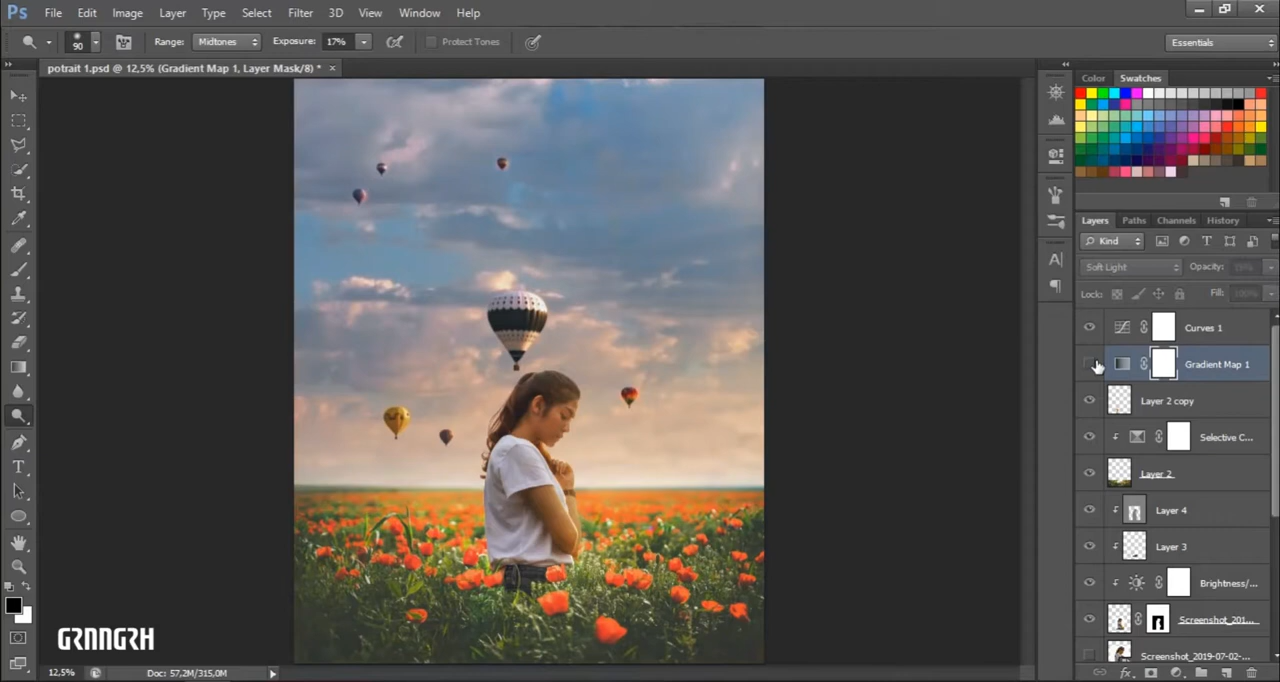 Ps File Edit Image Layer Type Select Filter 3D View Window Help
90 Range: Midtones Exposure: 17% Protect Tones Essentials
potrait 1.psd @ 12,5% (Gradient Map 1, Layer Mask/8) * ×
Color Swatches
Layers Paths Channels History
Kind
Soft Light Opacity:
Lock: Fill: 100%
Curves 1
Gradient Map 1
Layer 2 copy
Selective C...
Layer 2
Layer 4
Layer 3
Brightness/...
Screenshot_201...
Screenshot_2019-07-02-...
GRNNGRH
12,5% Doc: 57,2M/315,0M